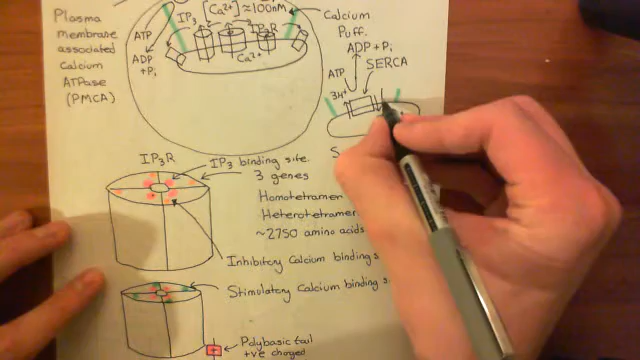 Plasma
membrane
associated
Calcium
ATPase
(PMCA)
ATP
ADP
+ Pi
IP3
[Ca²⁺] ≈ 100nM
IP3R
Ca²⁺
Calcium
Puff.
ADP + Pi
ATP
SERCA
3H⁺
S
IP3R
IP3 binding site.
3 genes
Homotetramer
Heterotetramer
~2750 amino acids
Inhibitory Calcium binding s
Stimulatory Calcium binding s
Polybasic tail
+ve charged
+